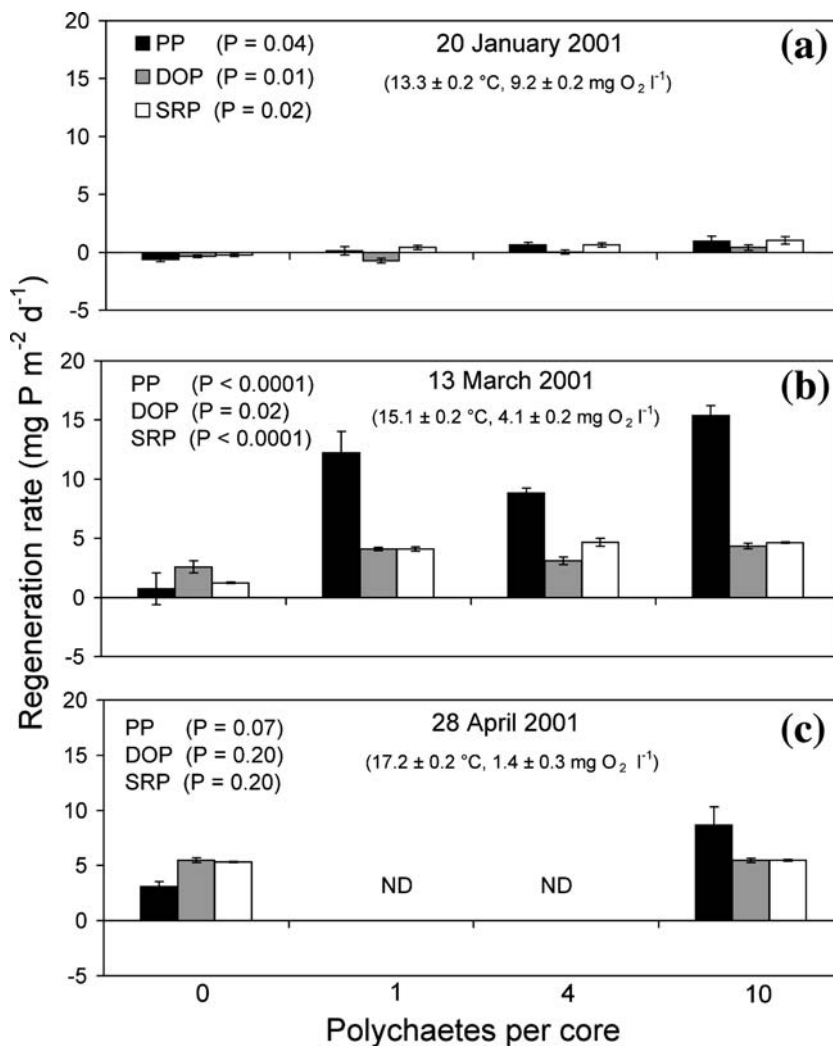 Regeneration rate (mg P m⁻² d⁻¹)
20
15
10
5
0
-5
PP (P = 0.04)
DOP (P = 0.01)
SRP (P = 0.02)
20 January 2001
(13.3 ± 0.2 °C, 9.2 ± 0.2 mg O₂ l⁻¹)
(a)
20
15
10
5
0
-5
PP (P < 0.0001)
DOP (P = 0.02)
SRP (P < 0.0001)
13 March 2001
(15.1 ± 0.2 °C, 4.1 ± 0.2 mg O₂ l⁻¹)
(b)
20
15
10
5
0
-5
PP (P = 0.07)
DOP (P = 0.20)
SRP (P = 0.20)
28 April 2001
(17.2 ± 0.2 °C, 1.4 ± 0.3 mg O₂ l⁻¹)
(c)
ND ND
0 1 4 10
Polychaetes per core